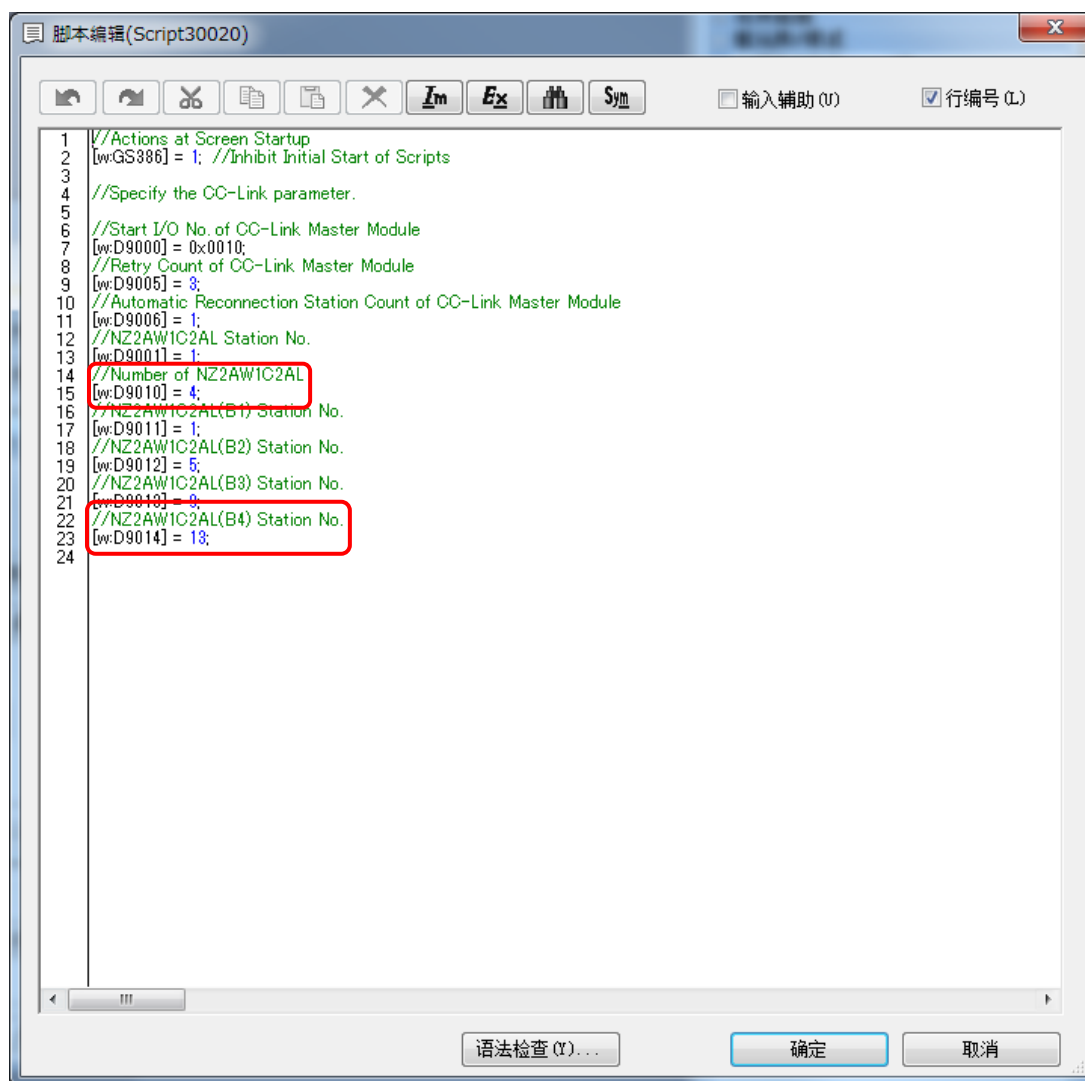 脚本编辑(Script30020)
Im Ex Sym 输入辅助(U) 行编号(L)
1 //Actions at Screen Startup
2 [w:GS386] = 1; //Inhibit Initial Start of Scripts
3
4 //Specify the CC-Link parameter.
5
6 //Start I/O No. of CC-Link Master Module
7 [w:D9000] = 0x0010;
8 //Retry Count of CC-Link Master Module
9 [w:D9005] = 3;
10 //Automatic Reconnection Station Count of CC-Link Master Module
11 [w:D9006] = 1;
12 //NZ2AW1C2AL Station No.
13 [w:D9001] = 1;
14 //Number of NZ2AW1C2AL
15 [w:D9010] = 4;
16 //NZ2AW1C2AL(B1) Station No.
17 [w:D9011] = 1;
18 //NZ2AW1C2AL(B2) Station No.
19 [w:D9012] = 5;
20 //NZ2AW1C2AL(B3) Station No.
21 [w:D9013] = 9;
22 //NZ2AW1C2AL(B4) Station No.
23 [w:D9014] = 13;
24
语法检查(Y)... 确定 取消